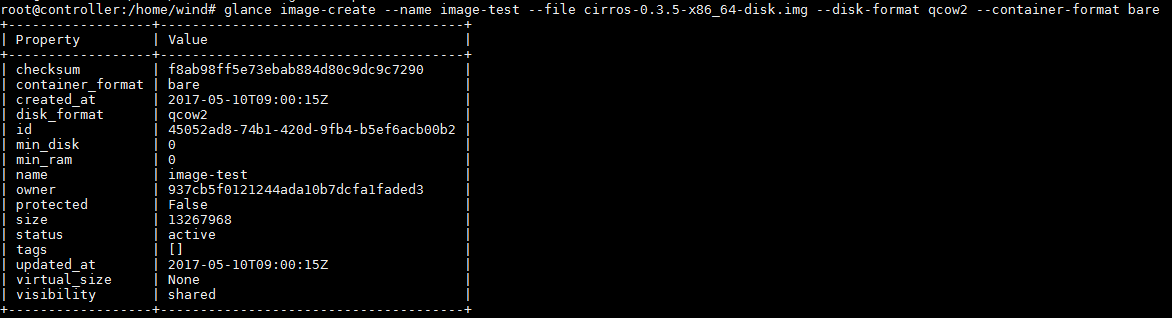 root@controller:/home/wind# glance image-create --name image-test --file cirros-0.3.5-x86_64-disk.img --disk-format qcow2 --container-format bare
+------------------+--------------------------------------+
| Property         | Value                                |
+------------------+--------------------------------------+
| checksum         | f8ab98ff5e73ebab884d80c9dc9c7290     |
| container_format | bare                                 |
| created_at       | 2017-05-10T09:00:15Z                 |
| disk_format      | qcow2                                |
| id               | 45052ad8-74b1-420d-9fb4-b5ef6acb00b2 |
| min_disk         | 0                                    |
| min_ram          | 0                                    |
| name             | image-test                           |
| owner            | 937cb5f0121244ada10b7dcfa1faded3     |
| protected        | False                                |
| size             | 13267968                             |
| status           | active                               |
| tags             | []                                   |
| updated_at       | 2017-05-10T09:00:15Z                 |
| virtual_size     | None                                 |
| visibility       | shared                               |
+------------------+--------------------------------------+